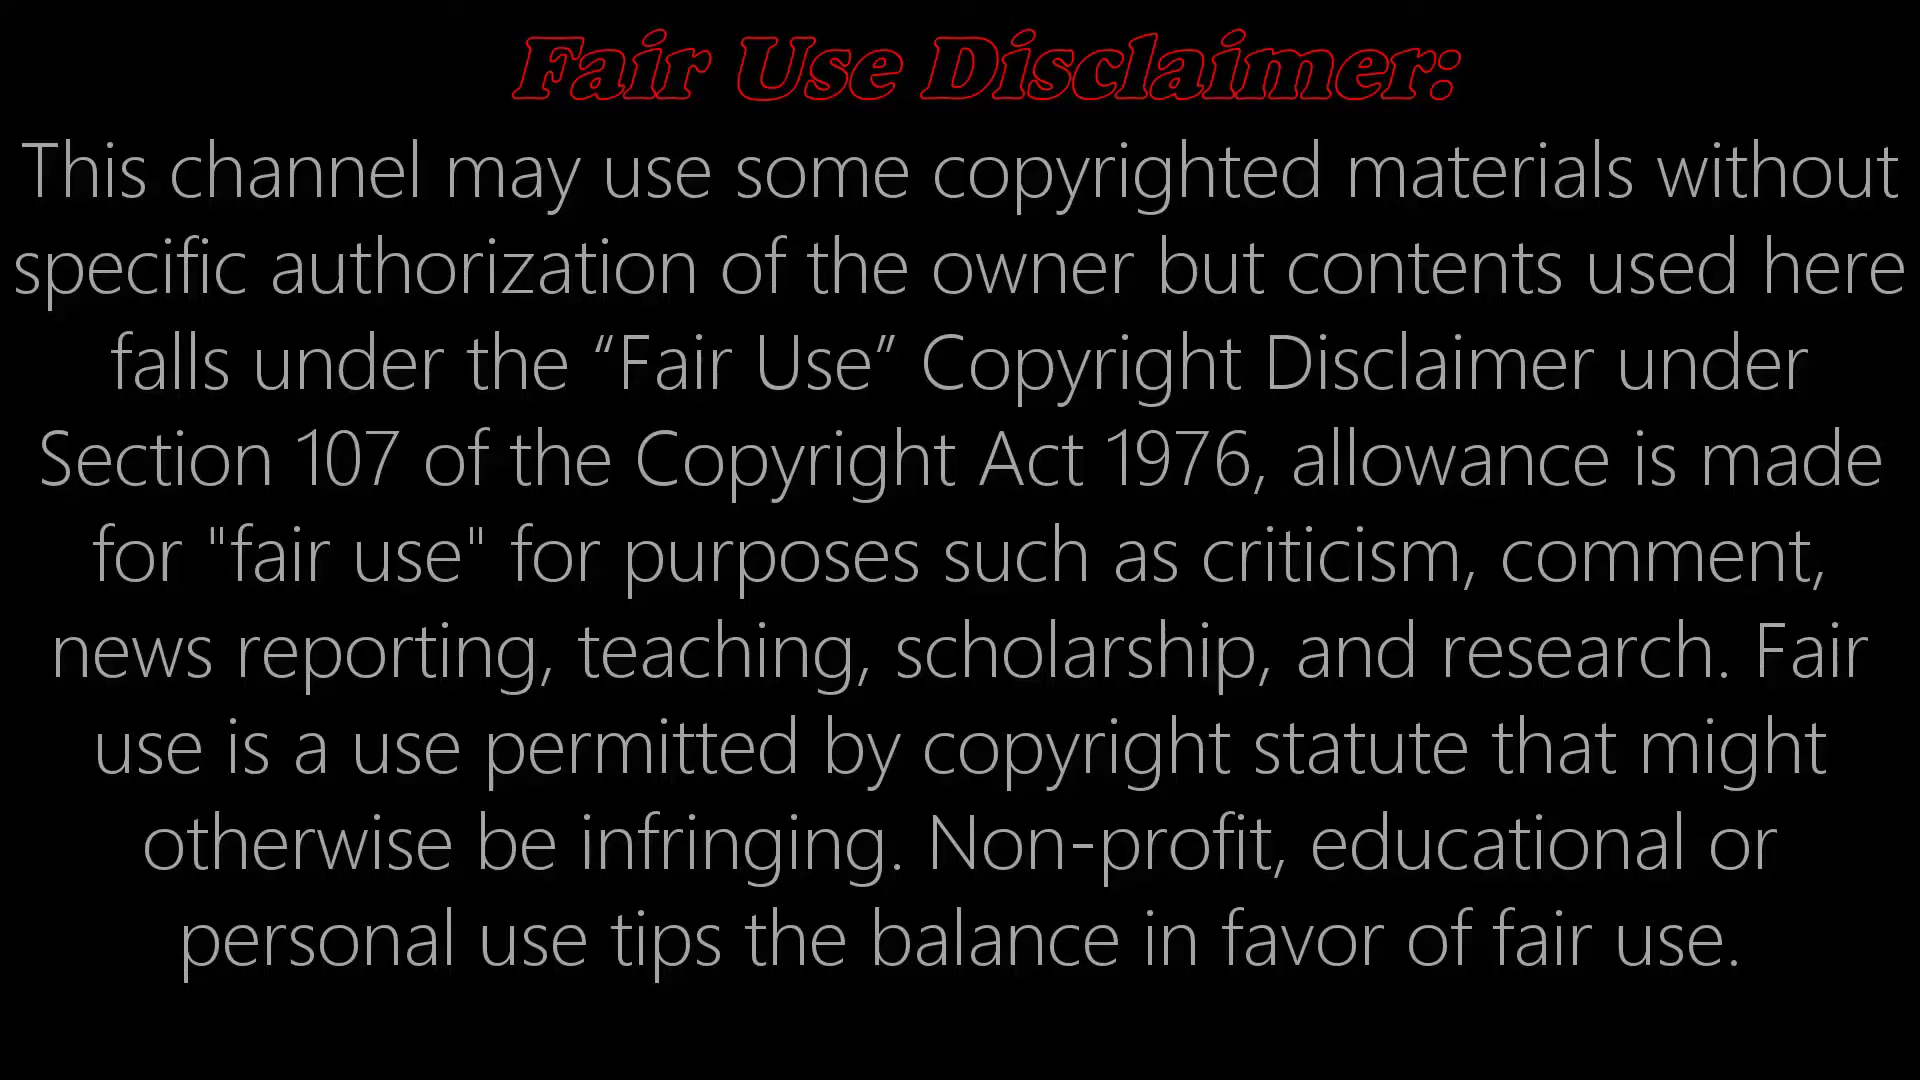 Fair Use Disclaimer:
This channel may use some copyrighted materials without
specific authorization of the owner but contents used here
falls under the “Fair Use” Copyright Disclaimer under
Section 107 of the Copyright Act 1976, allowance is made
for "fair use" for purposes such as criticism, comment,
news reporting, teaching, scholarship, and research. Fair
use is a use permitted by copyright statute that might
otherwise be infringing. Non-profit, educational or
personal use tips the balance in favor of fair use.